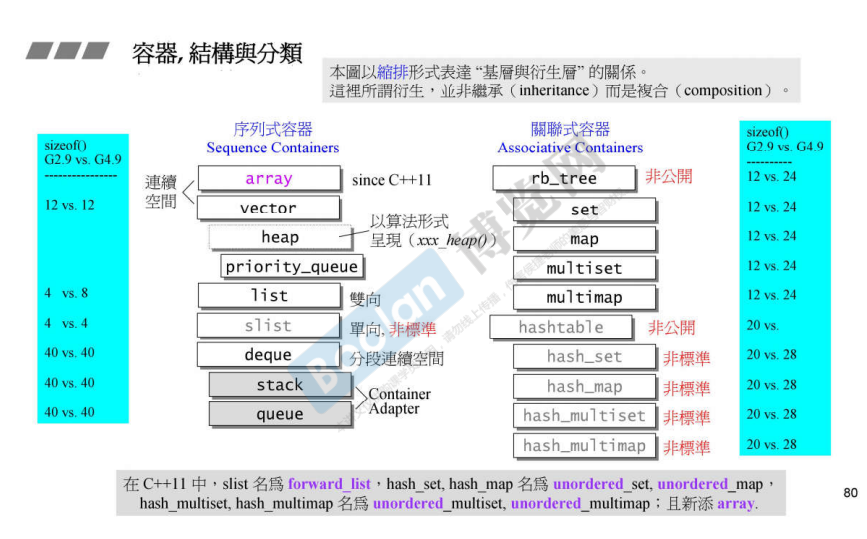 容器, 結構與分類
本圖以縮排形式表達 “基層與衍生層” 的關係。
這裡所謂衍生，並非繼承（inheritance）而是複合（composition）。
sizeof()
G2.9 vs. G4.9
----------------
12 vs. 12
4 vs. 8
4 vs. 4
40 vs. 40
40 vs. 40
40 vs. 40
序列式容器
Sequence Containers
連續
空間
array
since C++11
vector
heap
以算法形式
呈現（xxx_heap()）
priority_queue
list
雙向
slist
單向, 非標準
deque
分段連續空間
stack
queue
Container
Adapter
關聯式容器
Associative Containers
rb_tree
非公開
set
map
multiset
multimap
hashtable
非公開
hash_set
非標準
hash_map
非標準
hash_multiset
非標準
hash_multimap
非標準
sizeof()
G2.9 vs. G4.9
----------
12 vs. 24
12 vs. 24
12 vs. 24
12 vs. 24
12 vs. 24
20 vs.
20 vs. 28
20 vs. 28
20 vs. 28
20 vs. 28
在 C++11 中，slist 名爲 forward_list，hash_set, hash_map 名爲 unordered_set, unordered_map，
hash_multiset, hash_multimap 名爲 unordered_multiset, unordered_multimap；且新添 array.
80
Boolan 博览网